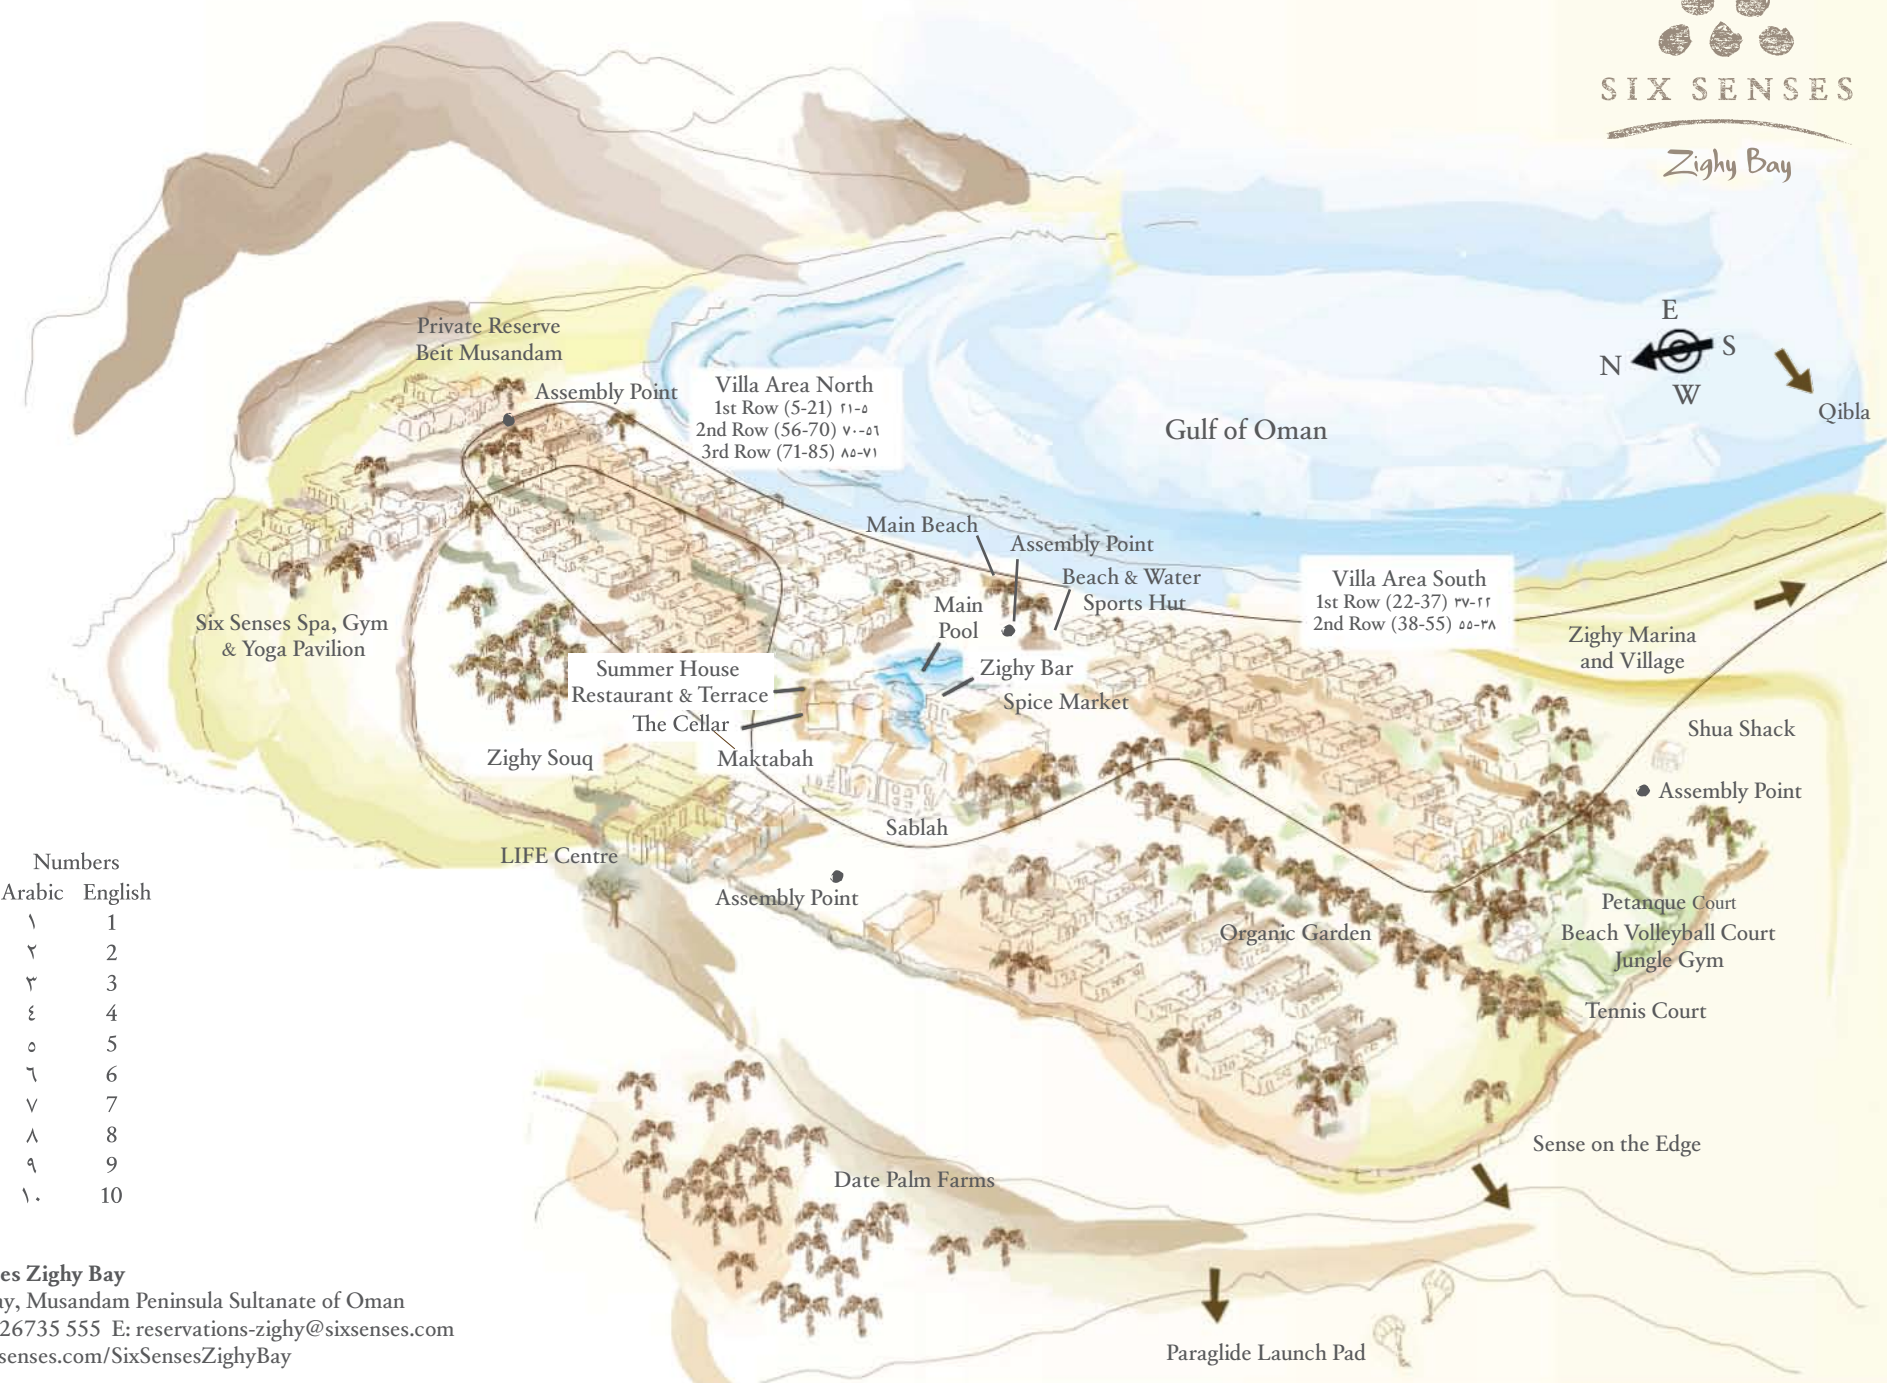 SIX SENSES
Zighy Bay
E
N
S
W
Qibla
Gulf of Oman
Private Reserve
Beit Musandam
Assembly Point
Villa Area North
1st Row (5-21) ٢١-٥
2nd Row (56-70) ٧٠-٥٦
3rd Row (71-85) ٨٥-٧١
Main Beach
Assembly Point
Beach & Water
Sports Hut
Villa Area South
1st Row (22-37) ٣٧-٢٢
2nd Row (38-55) ٥٥-٣٨
Main
Pool
Six Senses Spa, Gym
& Yoga Pavilion
Zighy Marina
and Village
Summer House
Restaurant & Terrace
The Cellar
Zighy Bar
Spice Market
Zighy Souq
Maktabah
Shua Shack
Assembly Point
Sablah
LIFE Centre
Assembly Point
Organic Garden
Petanque Court
Beach Volleyball Court
Jungle Gym
Tennis Court
Sense on the Edge
Date Palm Farms
Paraglide Launch Pad
Numbers
Arabic English
١ 1
٢ 2
٣ 3
٤ 4
٥ 5
٦ 6
٧ 7
٨ 8
٩ 9
١٠ 10
es Zighy Bay
ay, Musandam Peninsula Sultanate of Oman
26735 555 E: reservations-zighy@sixsenses.com
senses.com/SixSensesZighyBay